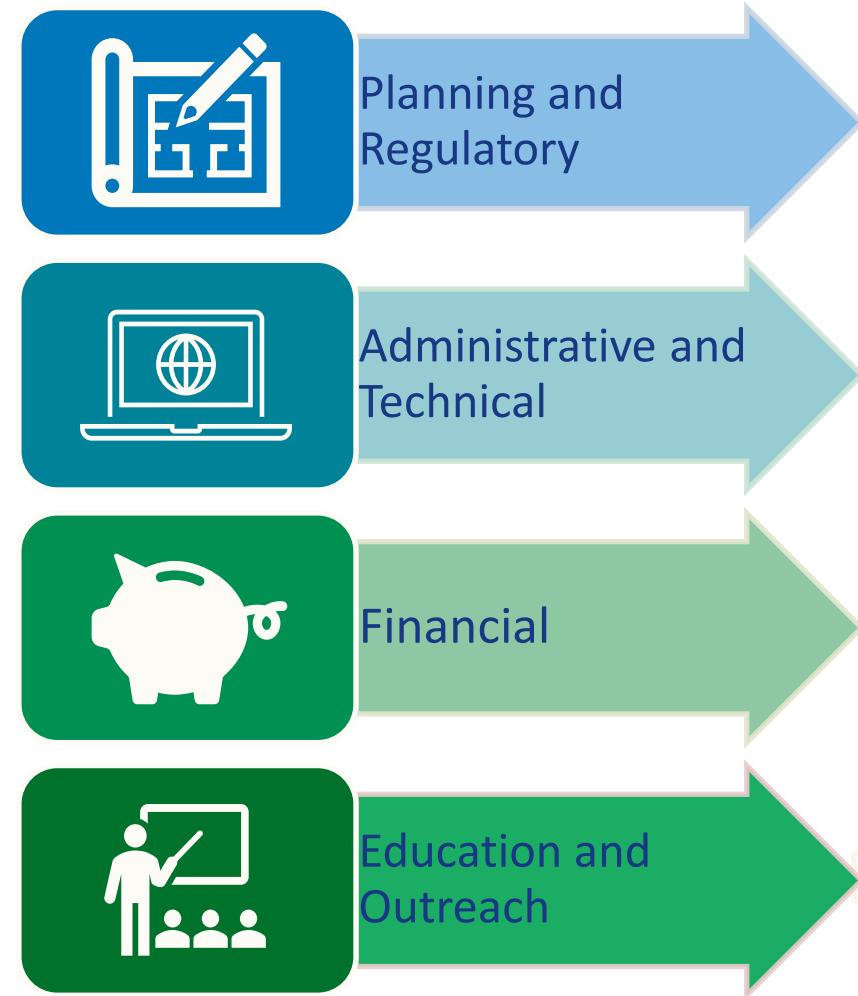 Planning and
Regulatory
Administrative and
Technical
Financial
Education and
Outreach